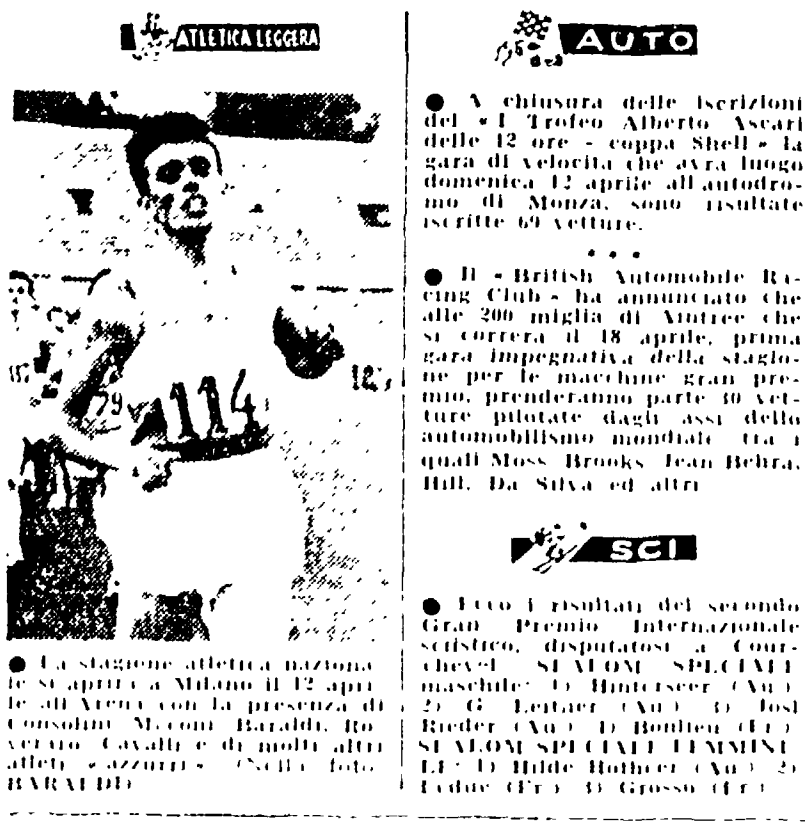 ATLETICA LEGGERA
79
114
● La stagione atletica naziona-
le si aprirà a Milano il 12 apri-
le all'Arena con la presenza di
Consolini Meconi Baraldi, Ro-
veraro Cavalli e di molti altri
atleti « azzurri » (Nella foto
BARALDI)
AUTO
● A chiusura delle iscrizioni
del « I Trofeo Alberto Ascari
delle 12 ore - coppa Shell » la
gara di velocità che avrà luogo
domenica 12 aprile all'autodro-
mo di Monza, sono risultate
iscritte 69 vetture.
* * *
● Il « British Automobile Ra-
cing Club » ha annunciato che
alle 200 miglia di Aintree che
si correrà il 18 aprile, prima
gara impegnativa della stagio-
ne per le macchine gran pre-
mio, prenderanno parte 30 vet-
ture pilotate dagli assi dello
automobilismo mondiale tra i
quali Moss Brooks Jean Behra,
Hill, Da Silva ed altri
SCI
● Ecco i risultati del secondo
Gran Premio Internazionale
sciistico, disputatosi a Cour-
chevel SLALOM SPECIALE
maschile: 1) Hinterseer (Au.)
2) G. Leitner (Au.) 3) Josl
Rieder (Au.) 4) Bonlieu (Fr.)
SLALOM SPECIALE FEMMINI-
LE: 1) Hilde Hofherr (Au.) 2)
Leduc (Fr.) 3) Grosso (Fr.)